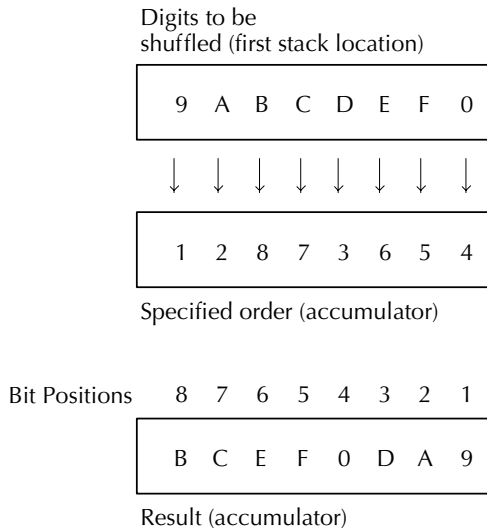 Digits to be
shuffled (first stack location)
9 A B C D E F 0
1 2 8 7 3 6 5 4
Specified order (accumulator)
Bit Positions 8 7 6 5 4 3 2 1
B C E F 0 D A 9
Result (accumulator)